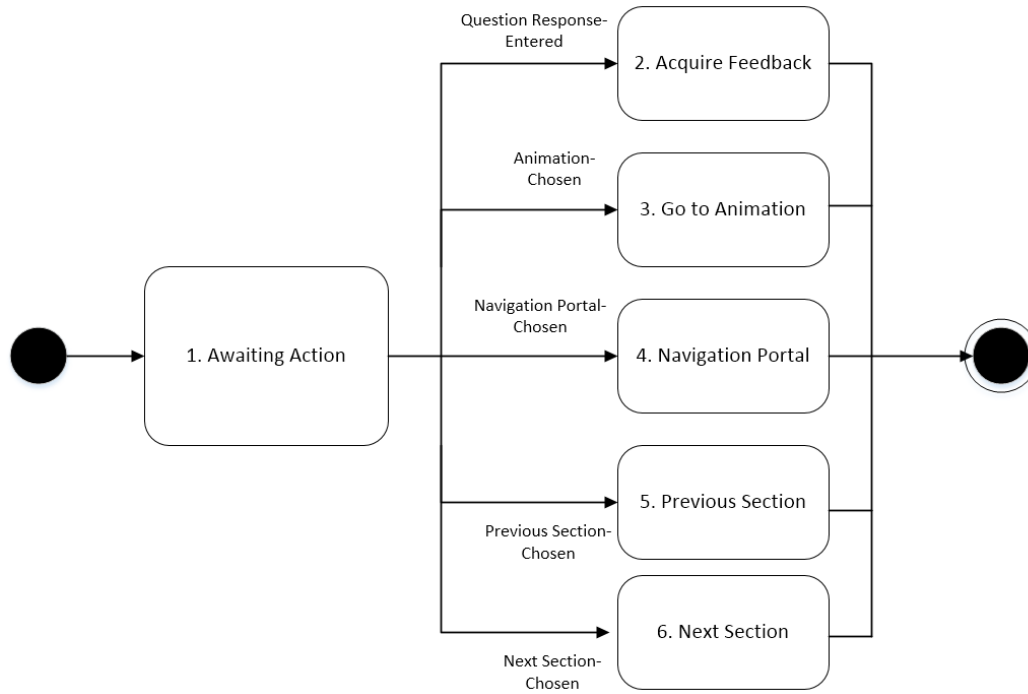 Question Response-
Entered
2. Acquire Feedback
Animation-
Chosen
3. Go to Animation
Navigation Portal-
Chosen
1. Awaiting Action
4. Navigation Portal
5. Previous Section
Previous Section-
Chosen
6. Next Section
Next Section-
Chosen